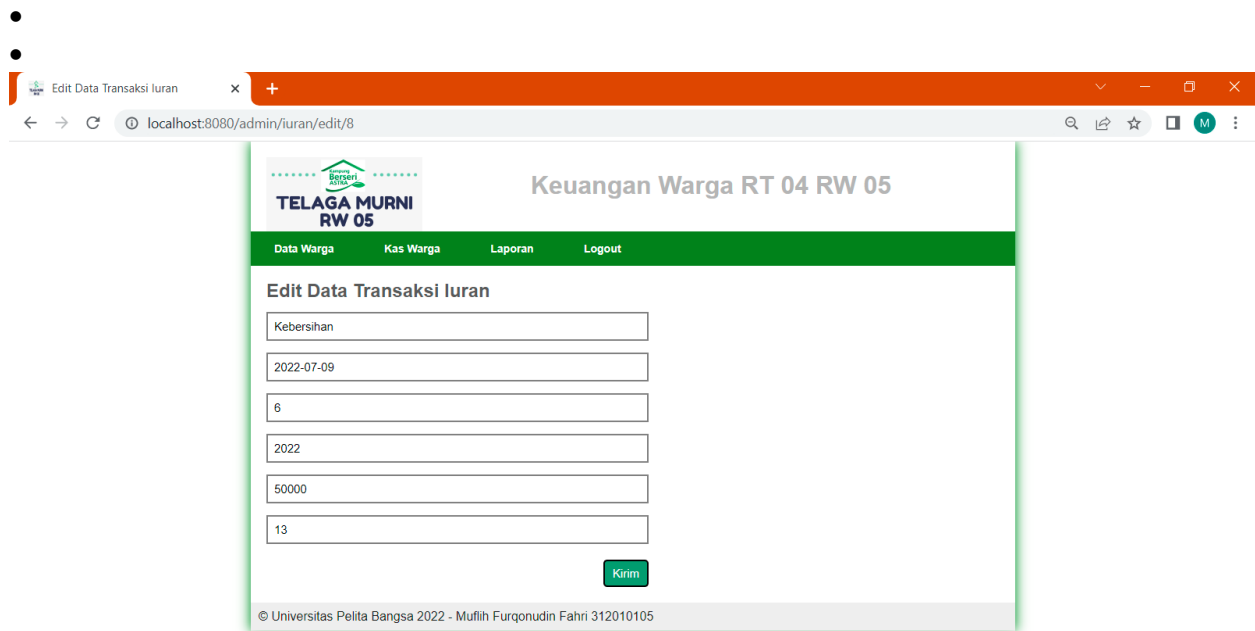 Edit Data Transaksi Iuran
localhost:8080/admin/iuran/edit/8
M
Kampung
Berseri
ASTRA
TELAGA MURNI
RW 05
Keuangan Warga RT 04 RW 05
Data Warga Kas Warga Laporan Logout
Edit Data Transaksi Iuran
Kebersihan
2022-07-09
6
2022
50000
13
Kirim
© Universitas Pelita Bangsa 2022 - Muflih Furqonudin Fahri 312010105